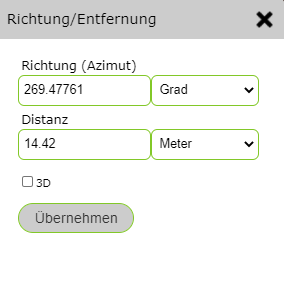 Richtung/Entfernung
Richtung (Azimut)
269.47761 Grad
Distanz
14.42 Meter
3D
Übernehmen